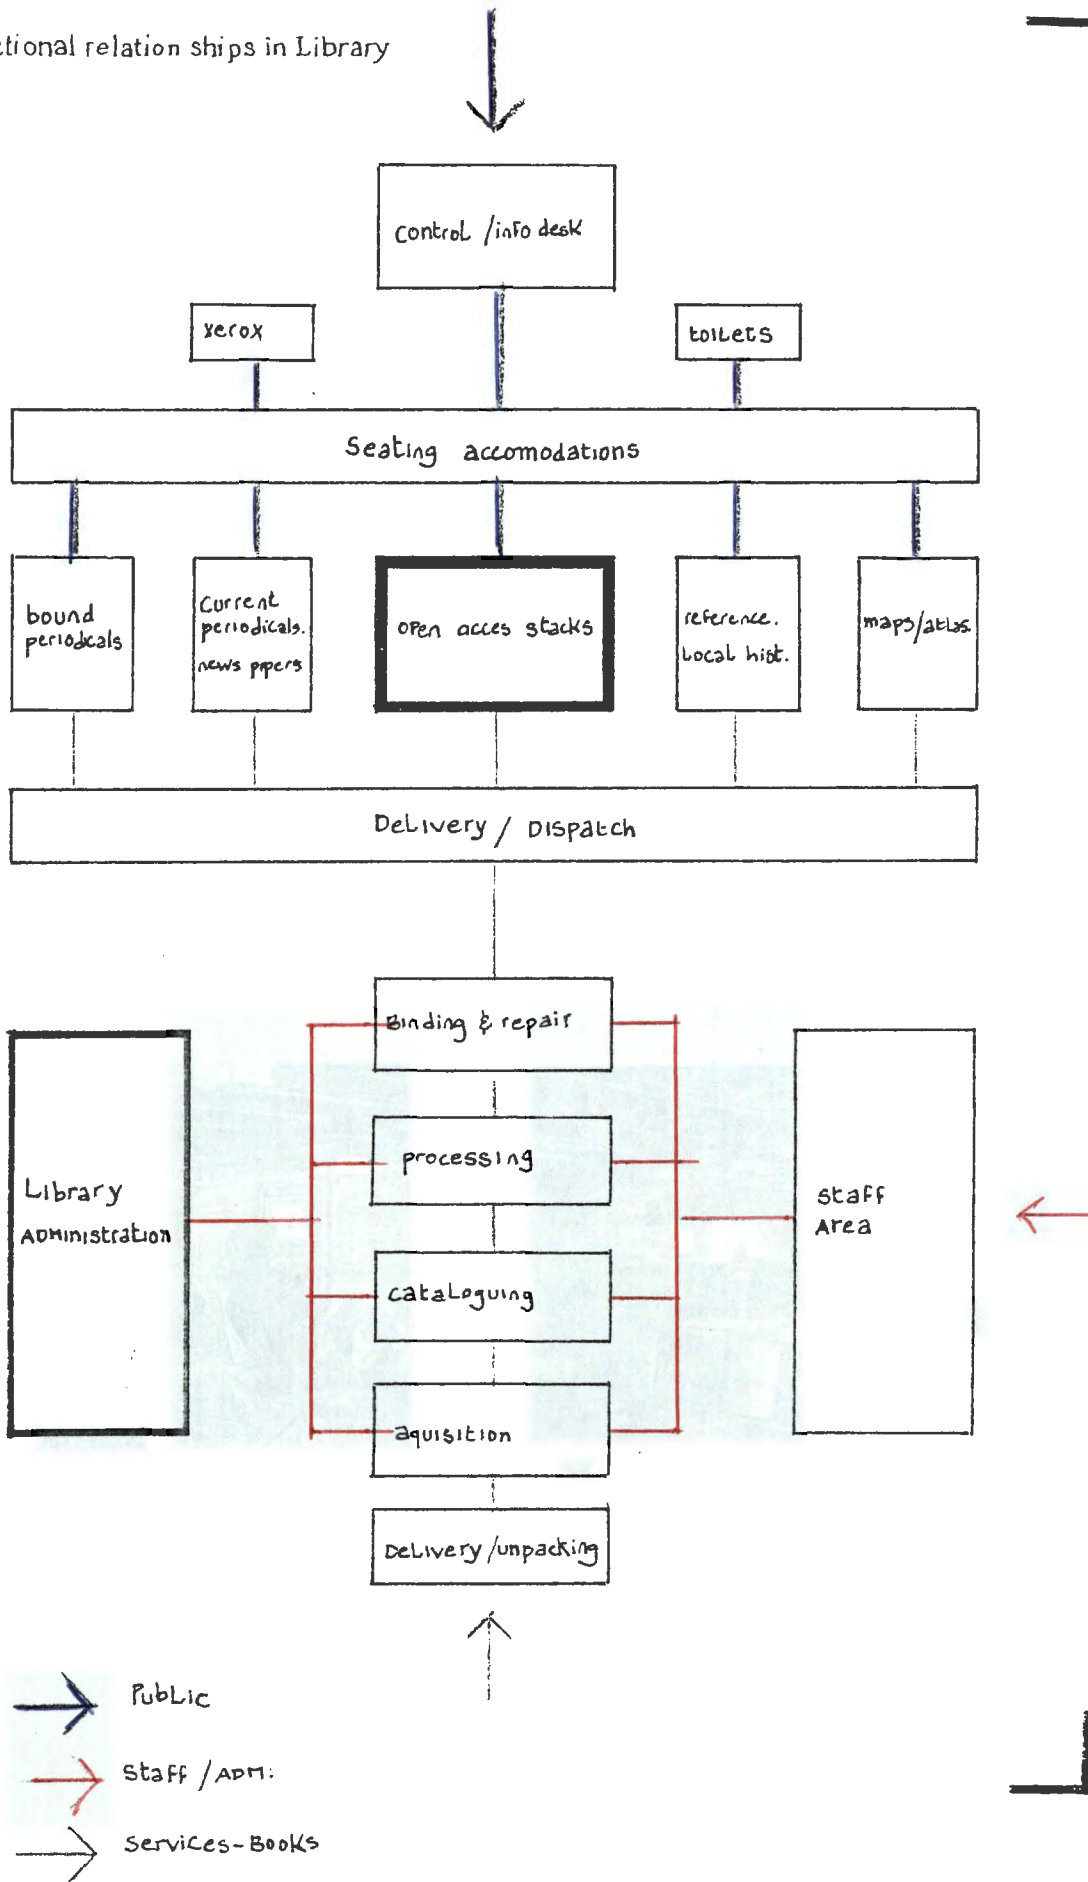 ctional relation ships in Library
control / info desk
xerox
toilets
Seating accomodations
bound
periodicals
Current
periodicals.
news pipers
open acces stacks
reference.
Local hist.
maps/atlas
Delivery / Dispatch
Binding & repair
processing
cataloguing
aquisition
Delivery /unpacking
Library
Administration
Staff
Area
Public
Staff / ADM:
Services-Books